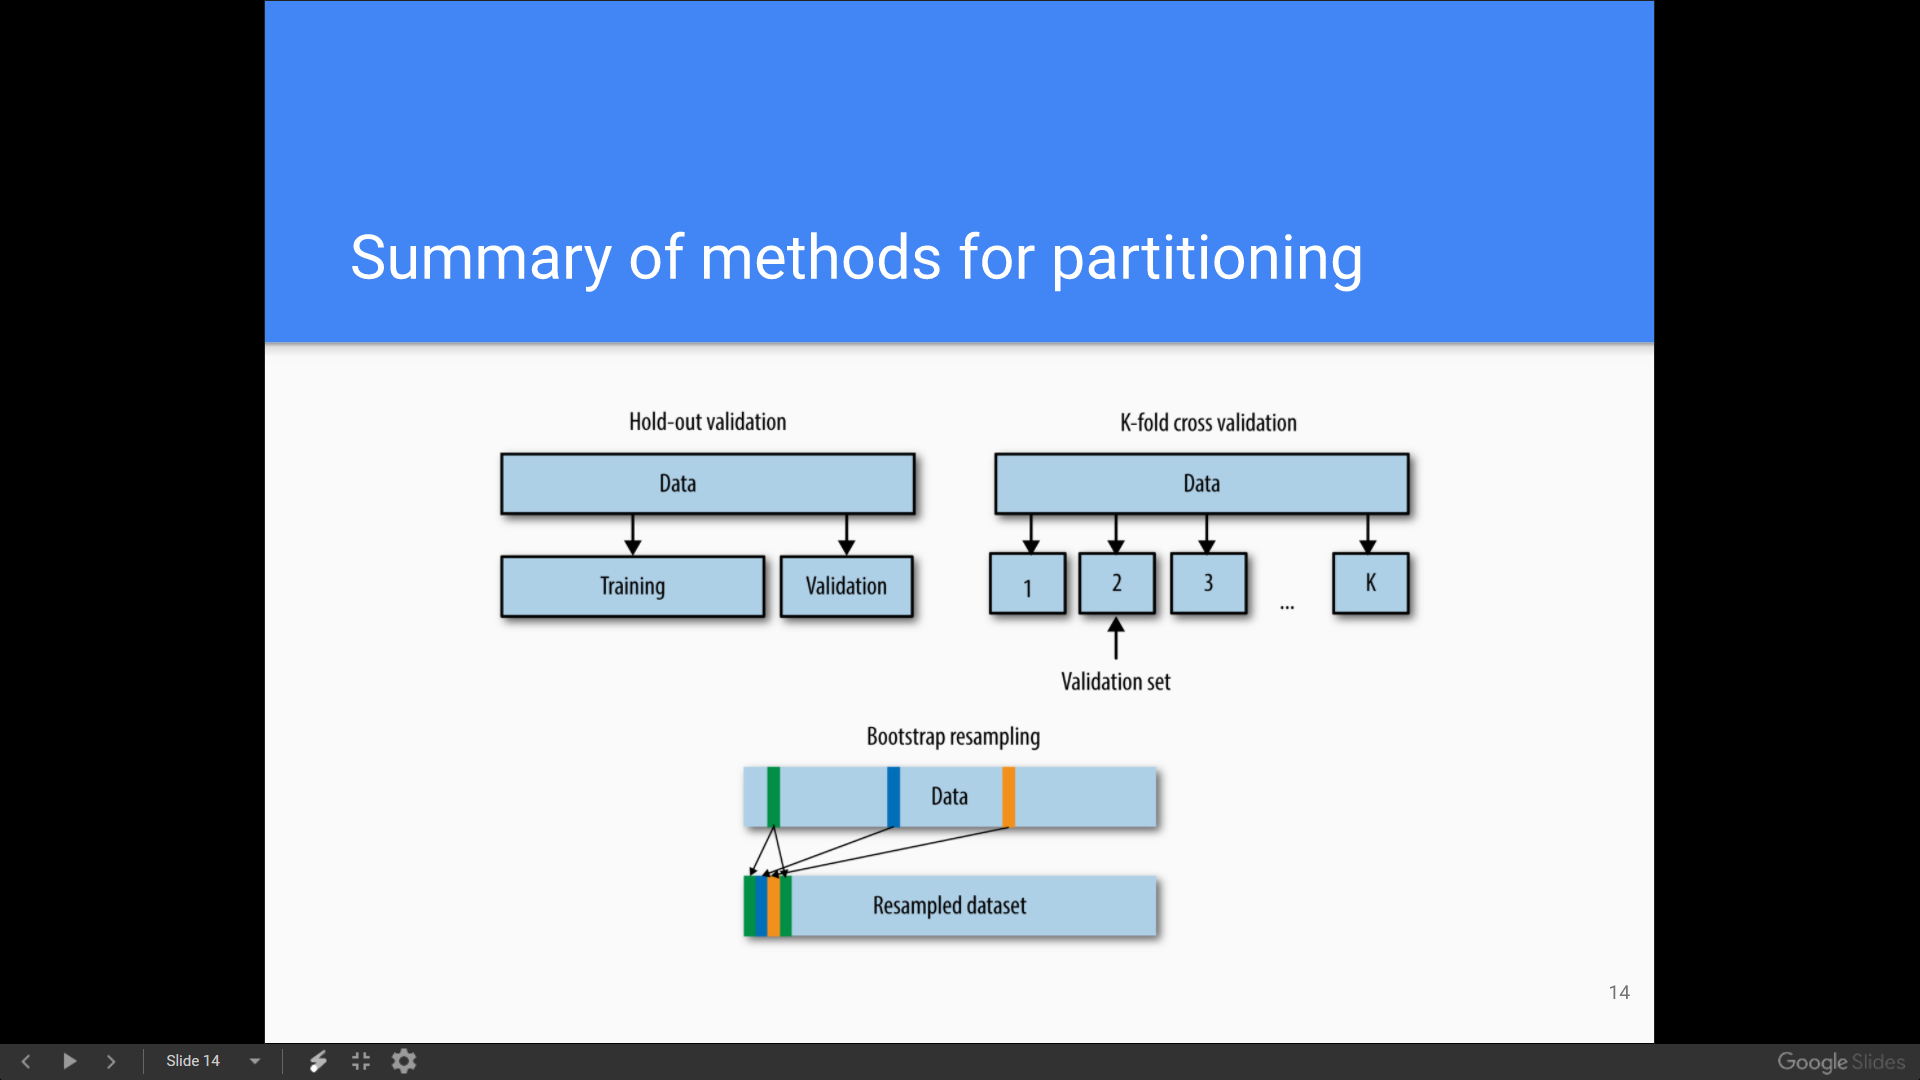 Summary of methods for partitioning
Hold-out validation
Data
Training
Validation
K-fold cross validation
Data
1
2
3
...
K
Validation set
Bootstrap resampling
Data
Resampled dataset
14
Slide 14
Google Slides